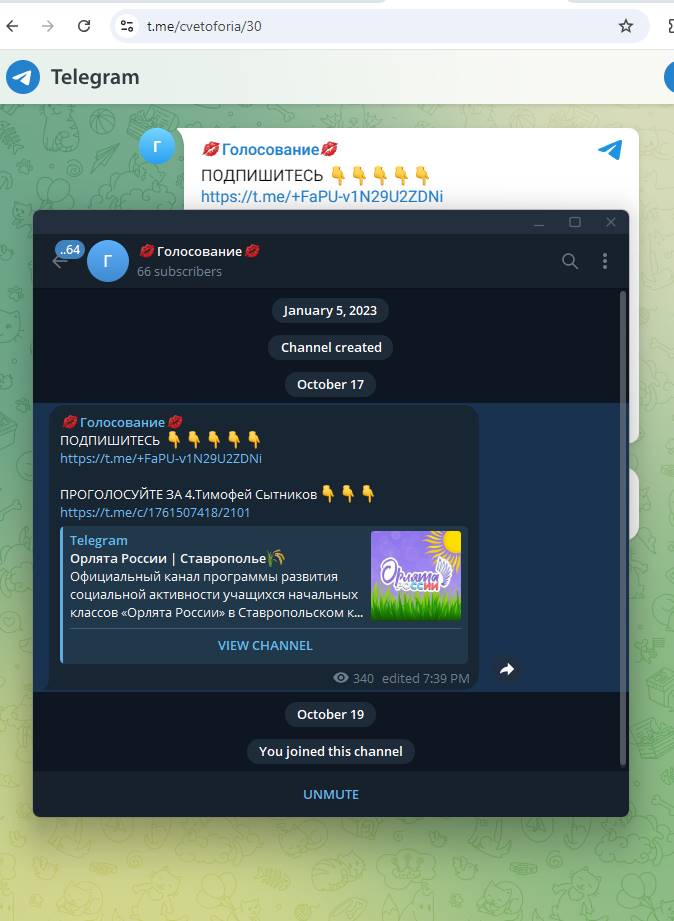 t.me/cvetoforia/30
Telegram
Г
💋Голосование💋
ПОДПИШИТЕСЬ 👇👇👇👇👇
https://t.me/+FaPU-v1N29U2ZDNi
..64
Г
💋Голосование💋
66 subscribers
January 5, 2023
Channel created
October 17
💋Голосование💋
ПОДПИШИТЕСЬ 👇👇👇👇👇
https://t.me/+FaPU-v1N29U2ZDNi
ПРОГОЛОСУЙТЕ ЗА 4.Тимофей Сытников 👇👇👇
https://t.me/c/1761507418/2101
Telegram
Орлята России | Ставрополье🌾
Официальный канал программы развития
социальной активности учащихся начальных
классов «Орлята России» в Ставропольском к...
Орлята
РОССИИ
VIEW CHANNEL
340 edited 7:39 PM
October 19
You joined this channel
UNMUTE